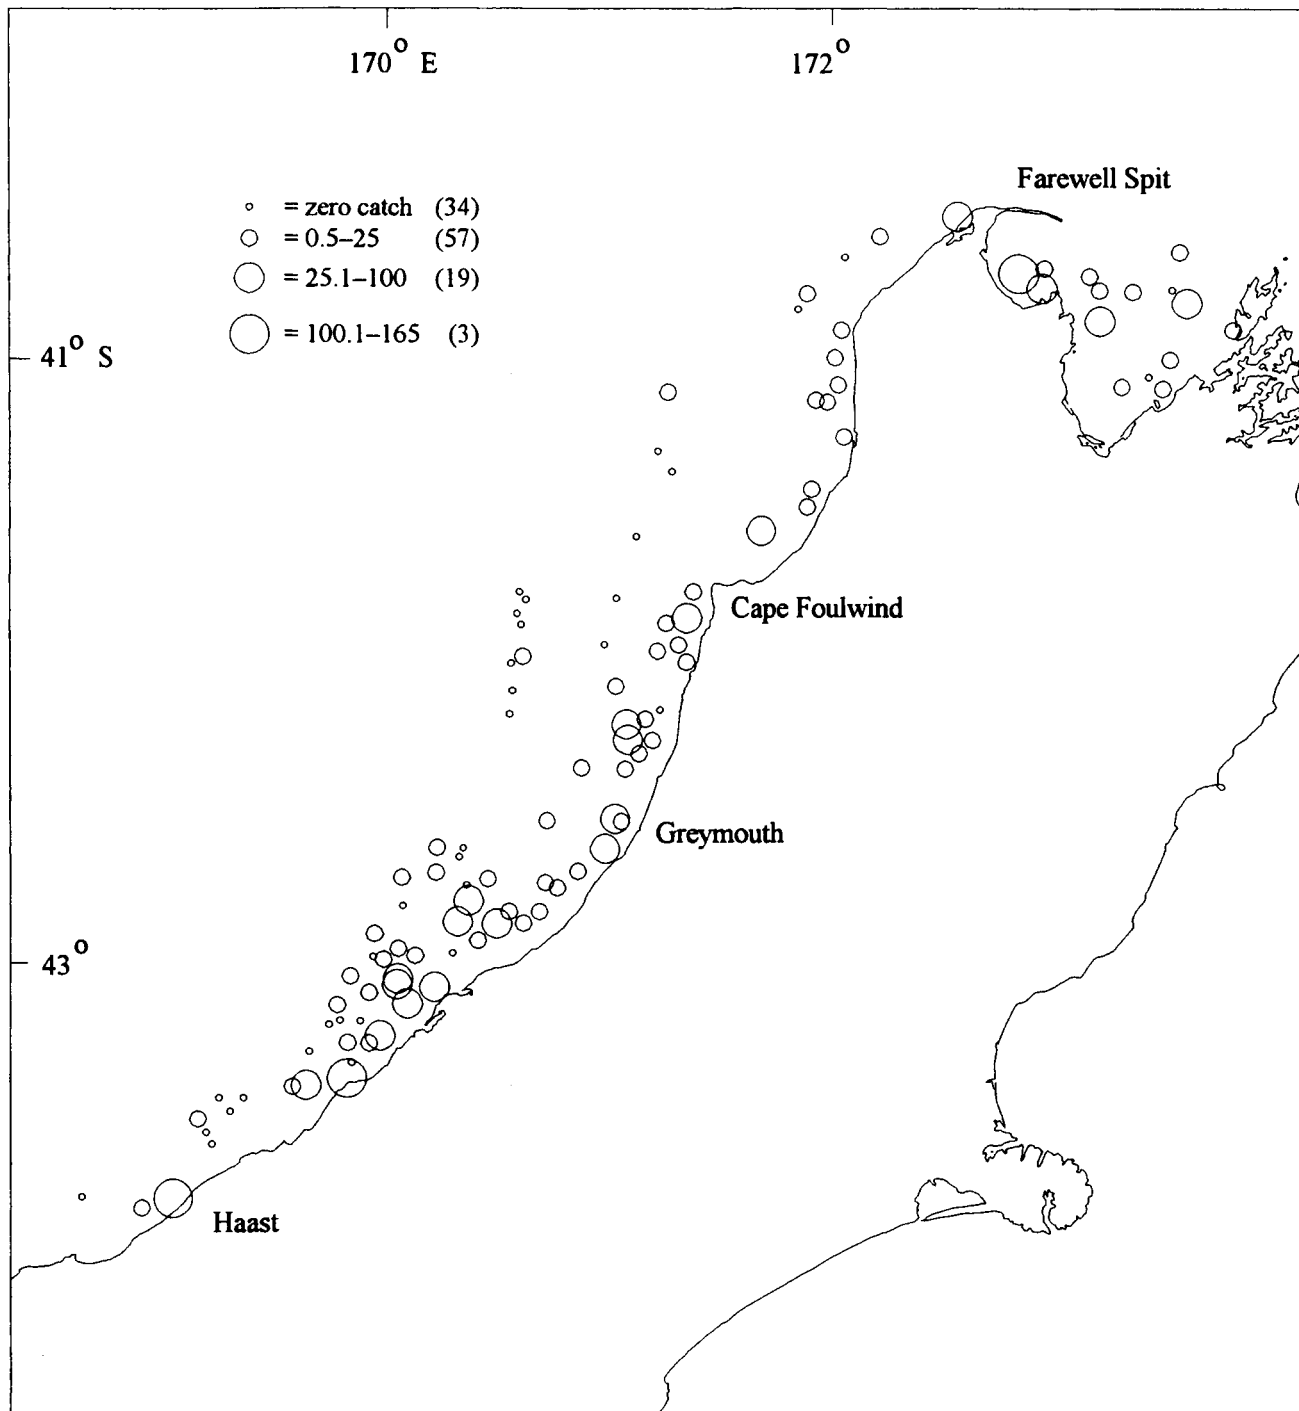 170° E
172°
Farewell Spit
= zero catch (34)
= 0.5–25 (57)
= 25.1–100 (19)
= 100.1–165 (3)
41° S
Cape Foulwind
Greymouth
43°
Haast